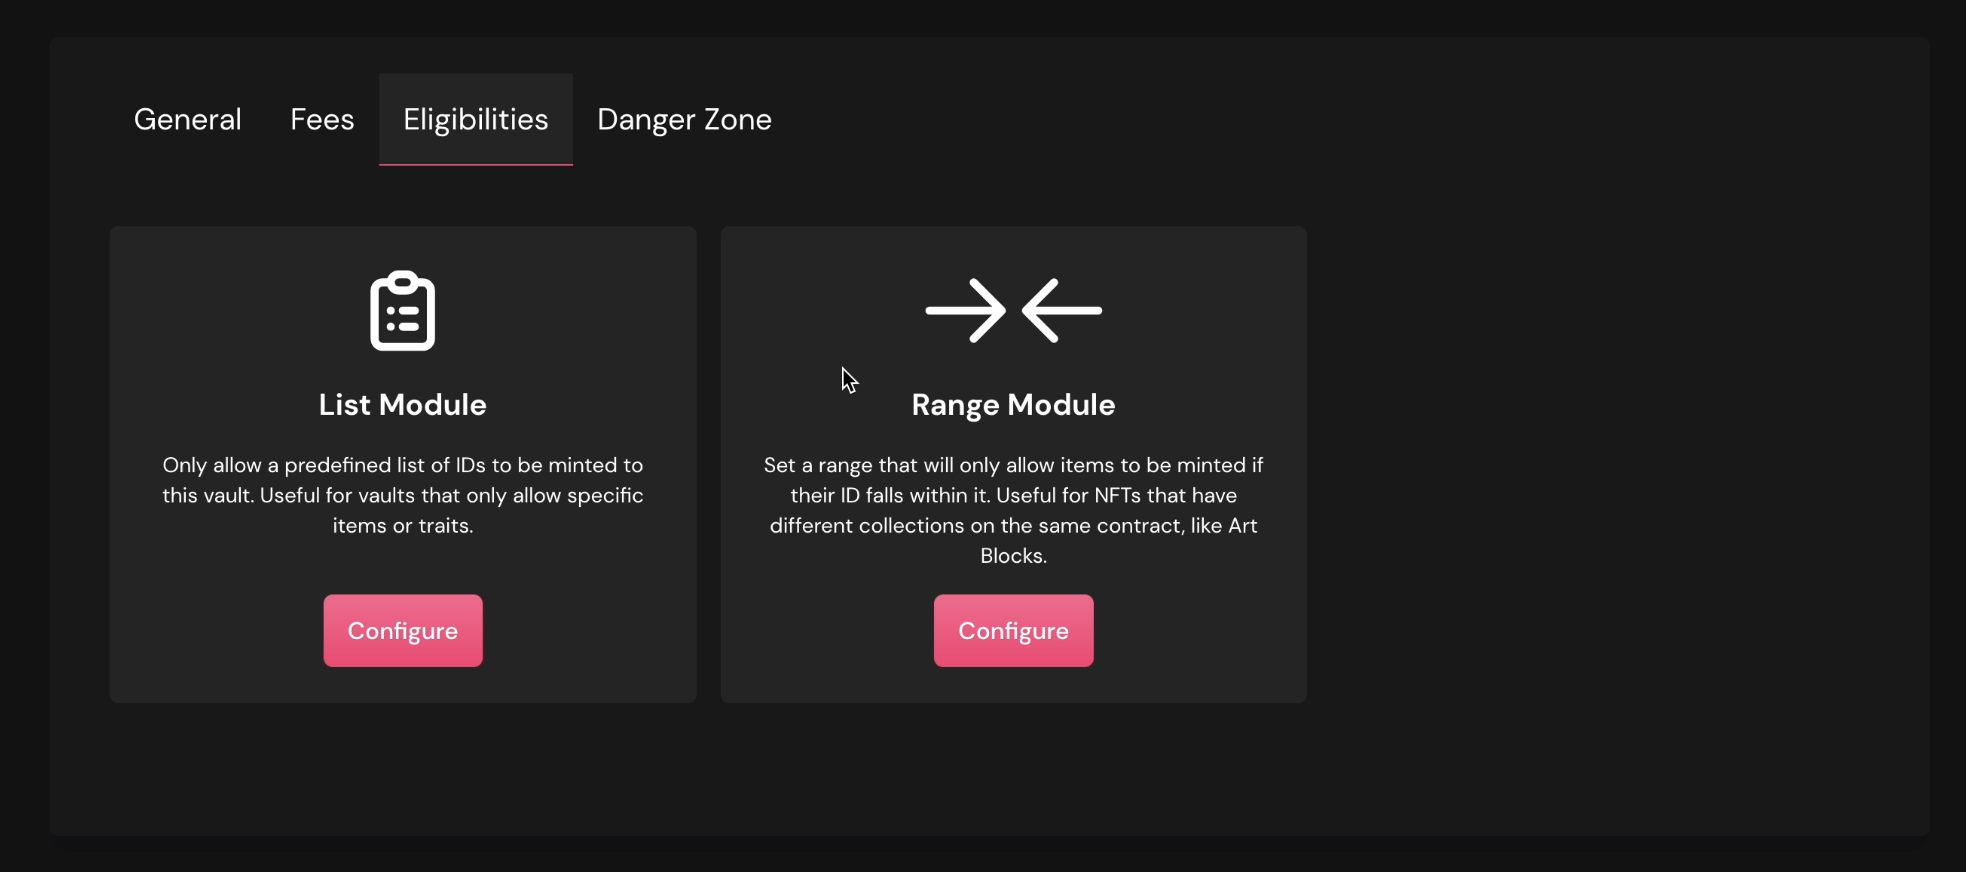 General
Fees
Eligibilities
Danger Zone
List Module
Only allow a predefined list of IDs to be minted to
this vault. Useful for vaults that only allow specific
items or traits.
Configure
Range Module
Set a range that will only allow items to be minted if
their ID falls within it. Useful for NFTs that have
different collections on the same contract, like Art
Blocks.
Configure